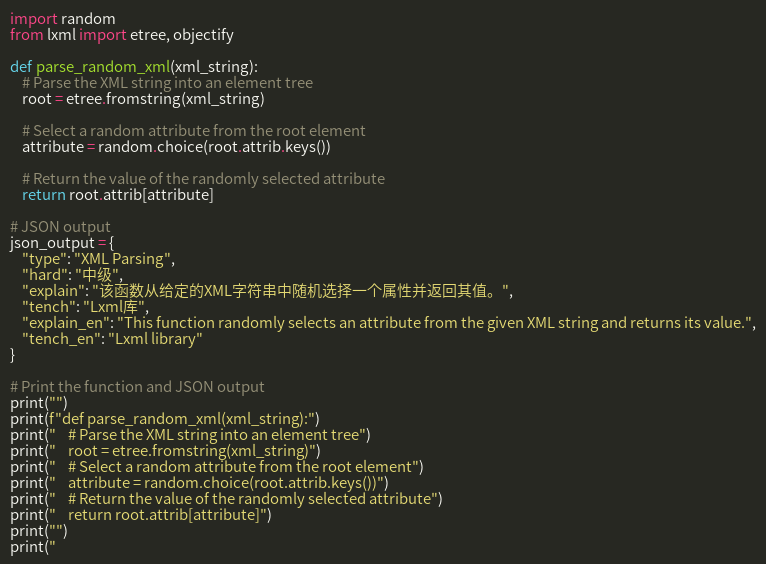 import random
from lxml import etree, objectify

def parse_random_xml(xml_string):
    # Parse the XML string into an element tree
    root = etree.fromstring(xml_string)

    # Select a random attribute from the root element
    attribute = random.choice(root.attrib.keys())

    # Return the value of the randomly selected attribute
    return root.attrib[attribute]

# JSON output
json_output = {
    "type": "XML Parsing",
    "hard": "中级",
    "explain": "该函数从给定的XML字符串中随机选择一个属性并返回其值。",
    "tench": "Lxml库",
    "explain_en": "This function randomly selects an attribute from the given XML string and returns its value.",
    "tench_en": "Lxml library"
}

# Print the function and JSON output
print("")
print(f"def parse_random_xml(xml_string):")
print("    # Parse the XML string into an element tree")
print("    root = etree.fromstring(xml_string)")
print("    # Select a random attribute from the root element")
print("    attribute = random.choice(root.attrib.keys())")
print("    # Return the value of the randomly selected attribute")
print("    return root.attrib[attribute]")
print("")
print("